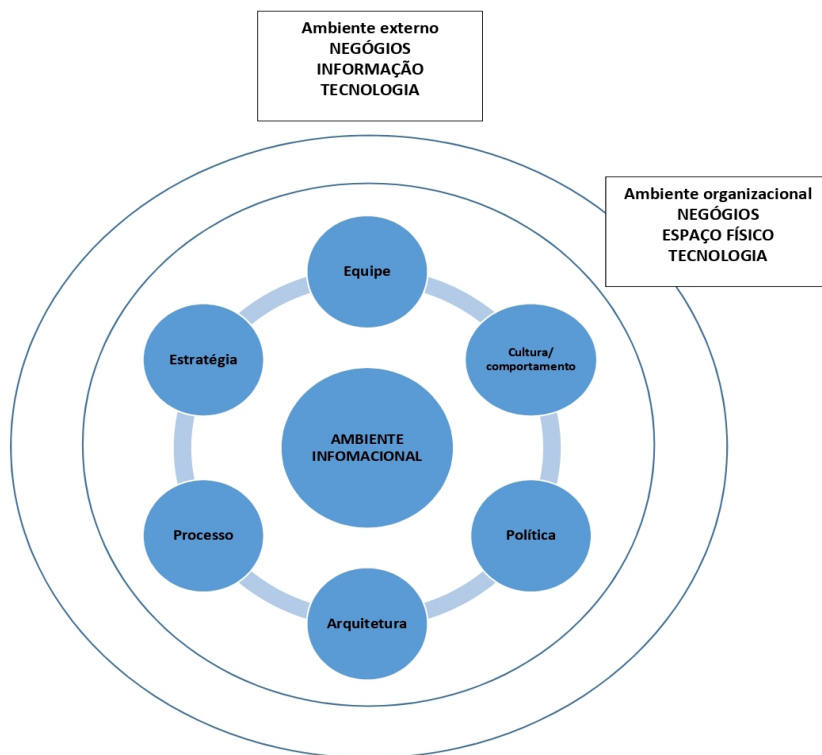 Ambiente externo
NEGÓGIOS
INFORMAÇÃO
TECNOLOGIA
Ambiente organizacional
NEGÓGIOS
ESPAÇO FÍSICO
TECNOLOGIA
Equipe
Estratégia
Cultura/
comportamento
AMBIENTE
INFOMACIONAL
Processo
Política
Arquitetura